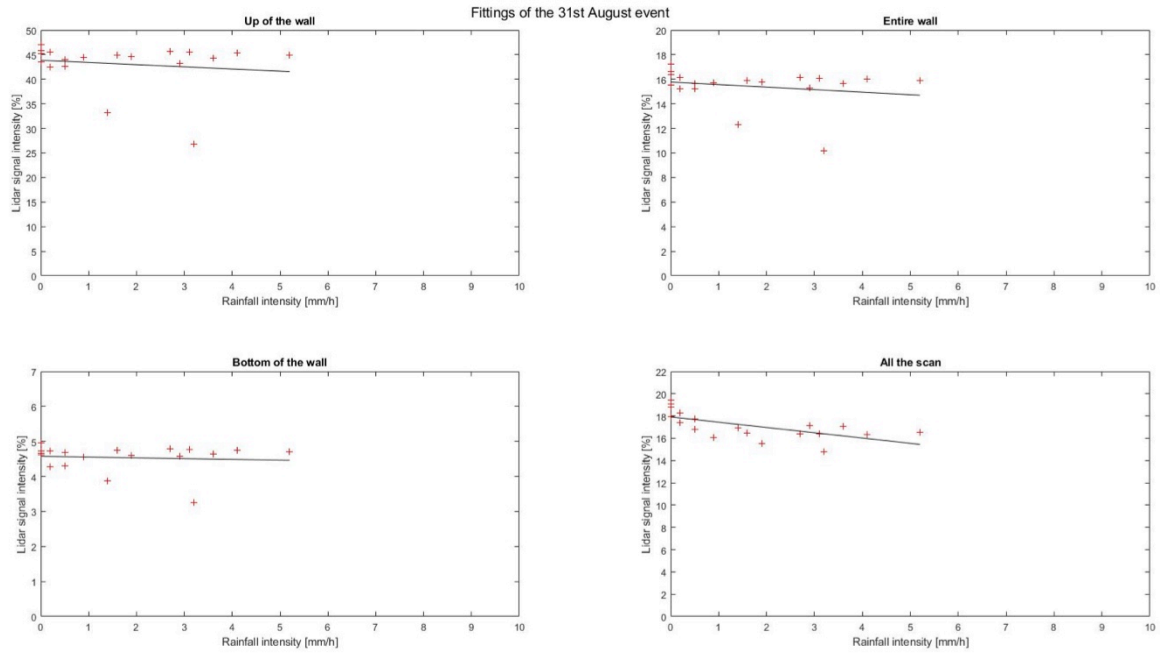 Fittings of the 31st August event
Up of the wall
Lidar signal intensity [%]
50
45
40
35
30
25
20
15
10
5
0
0 1 2 3 4 5 6 7 8 9 10
Rainfall intensity [mm/h]
Entire wall
Lidar signal intensity [%]
20
18
16
14
12
10
8
6
4
2
0
0 1 2 3 4 5 6 7 8 9 10
Rainfall intensity [mm/h]
Bottom of the wall
Lidar signal intensity [%]
7
6
5
4
3
2
1
0
0 1 2 3 4 5 6 7 8 9 10
Rainfall intensity [mm/h]
All the scan
Lidar signal intensity [%]
22
20
18
16
14
12
10
8
6
4
2
0
0 1 2 3 4 5 6 7 8 9 10
Rainfall intensity [mm/h]